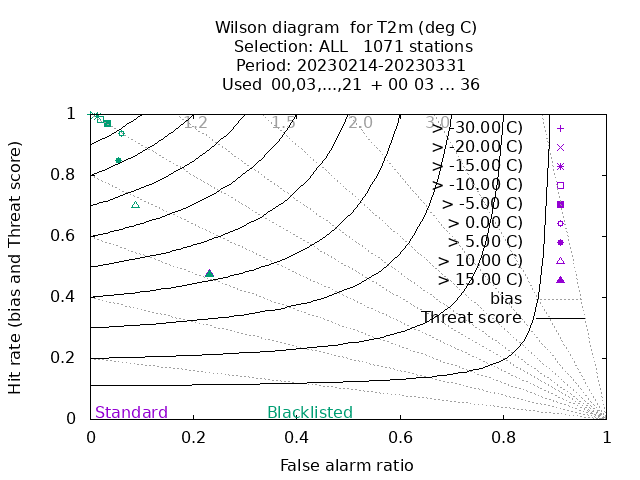 Wilson diagram for T2m (deg C)
Selection: ALL 1071 stations
Period: 20230214-20230331
Used 00,03,...,21 + 00 03 ... 36
1.2 1.5 2.0 3.0
> -30.00 C)
> -20.00 C)
> -15.00 C)
> -10.00 C)
> -5.00 C)
> 0.00 C)
> 5.00 C)
> 10.00 C)
> 15.00 C)
bias
Threat score
1
0.8
0.6
0.4
0.2
0
Hit rate (bias and Threat score)
Standard Blacklisted
0 0.2 0.4 0.6 0.8 1
False alarm ratio